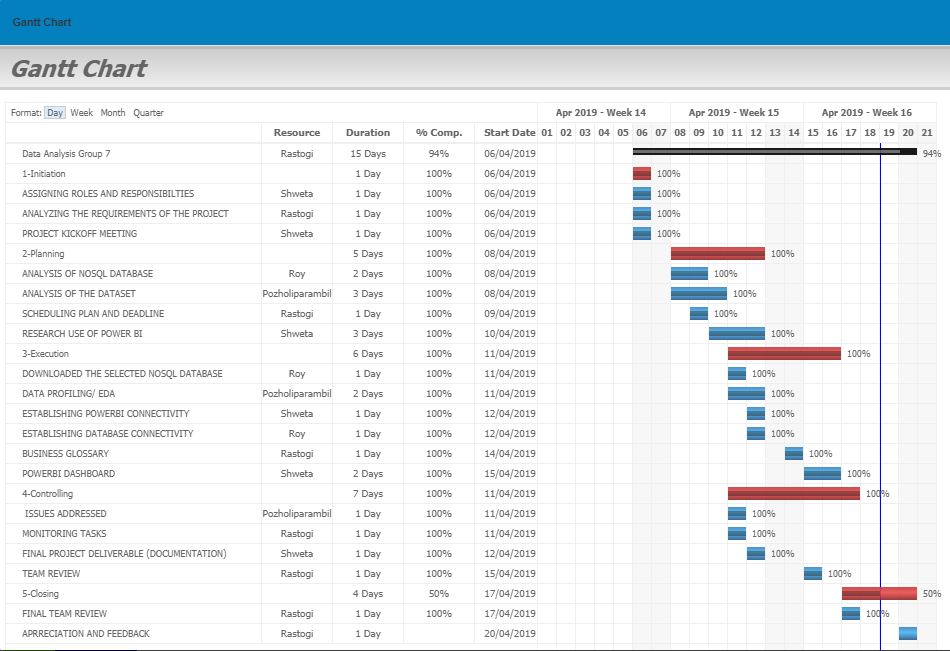 Gantt Chart
Gantt Chart
Format: Day Week Month Quarter Apr 2019 - Week 14 Apr 2019 - Week 15 Apr 2019 - Week 16
Resource Duration % Comp. Start Date 01 02 03 04 05 06 07 08 09 10 11 12 13 14 15 16 17 18 19 20 21
Data Analysis Group 7 Rastogi 15 Days 94% 06/04/2019 94%
1-Initiation 1 Day 100% 06/04/2019 100%
ASSIGNING ROLES AND RESPONSIBILTIES Shweta 1 Day 100% 06/04/2019 100%
ANALYZING THE REQUIREMENTS OF THE PROJECT Rastogi 1 Day 100% 06/04/2019 100%
PROJECT KICKOFF MEETING Shweta 1 Day 100% 06/04/2019 100%
2-Planning 5 Days 100% 08/04/2019 100%
ANALYSIS OF NOSQL DATABASE Roy 2 Days 100% 08/04/2019 100%
ANALYSIS OF THE DATASET Pozholiparambil 3 Days 100% 08/04/2019 100%
SCHEDULING PLAN AND DEADLINE Rastogi 1 Day 100% 09/04/2019 100%
RESEARCH USE OF POWER BI Shweta 3 Days 100% 10/04/2019 100%
3-Execution 6 Days 100% 11/04/2019 100%
DOWNLOADED THE SELECTED NOSQL DATABASE Roy 1 Day 100% 11/04/2019 100%
DATA PROFILING/ EDA Pozholiparambil 2 Days 100% 11/04/2019 100%
ESTABLISHING POWERBI CONNECTIVITY Shweta 1 Day 100% 12/04/2019 100%
ESTABLISHING DATABASE CONNECTIVITY Roy 1 Day 100% 12/04/2019 100%
BUSINESS GLOSSARY Rastogi 1 Day 100% 14/04/2019 100%
POWERBI DASHBOARD Shweta 2 Days 100% 15/04/2019 100%
4-Controlling 7 Days 100% 11/04/2019 100%
ISSUES ADDRESSED Pozholiparambil 1 Day 100% 11/04/2019 100%
MONITORING TASKS Rastogi 1 Day 100% 11/04/2019 100%
FINAL PROJECT DELIVERABLE (DOCUMENTATION) Shweta 1 Day 100% 12/04/2019 100%
TEAM REVIEW Rastogi 1 Day 100% 15/04/2019 100%
5-Closing 4 Days 50% 17/04/2019 50%
FINAL TEAM REVIEW Rastogi 1 Day 100% 17/04/2019 100%
APRRECIATION AND FEEDBACK Rastogi 1 Day 20/04/2019